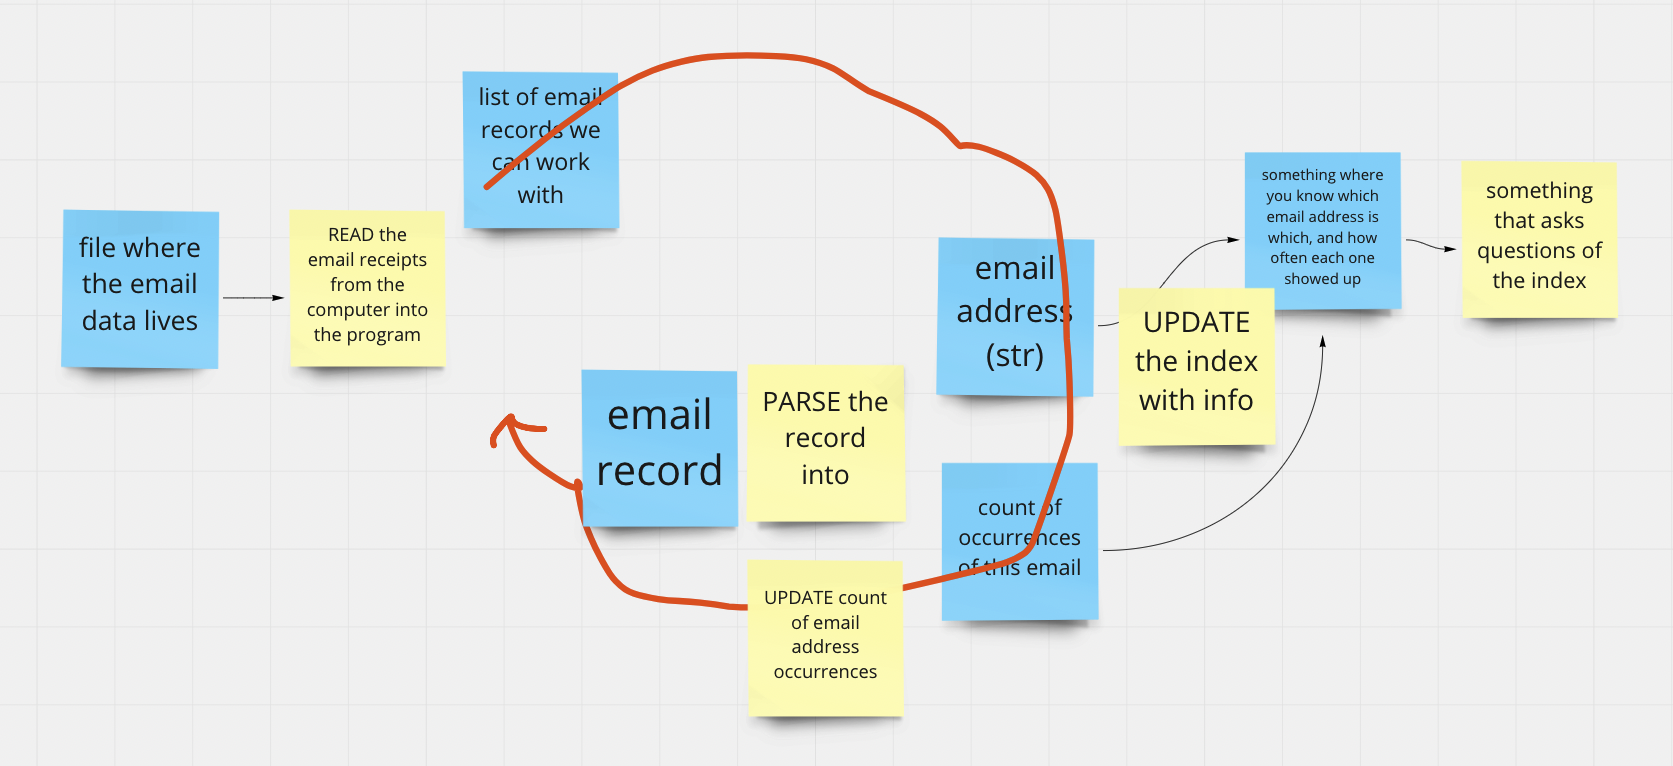 file where
the email
data lives
READ the
email receipts
from the
computer into
the program
list of email
records we
can work
with
email
record
PARSE the
record
into
UPDATE count
of email
address
occurrences
email
address
(str)
count of
occurrences
of this email
UPDATE
the index
with info
something where
you know which
email address is
which, and how
often each one
showed up
something
that asks
questions of
the index